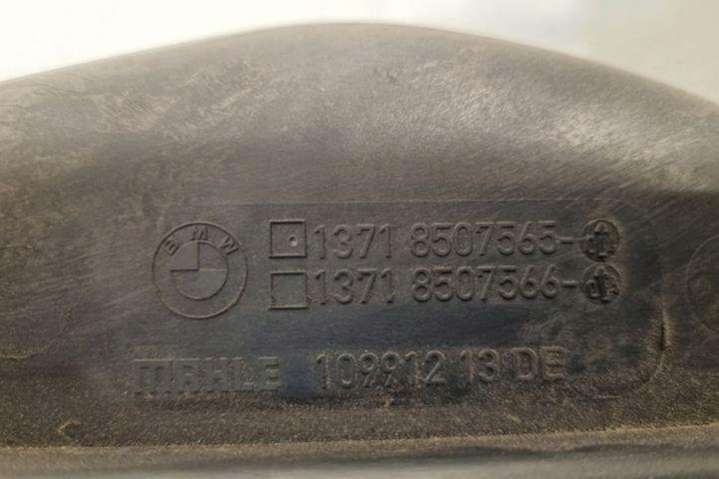 BMW
1371 8507565-
1371 8507566-
MAHLE 109912 13 DE